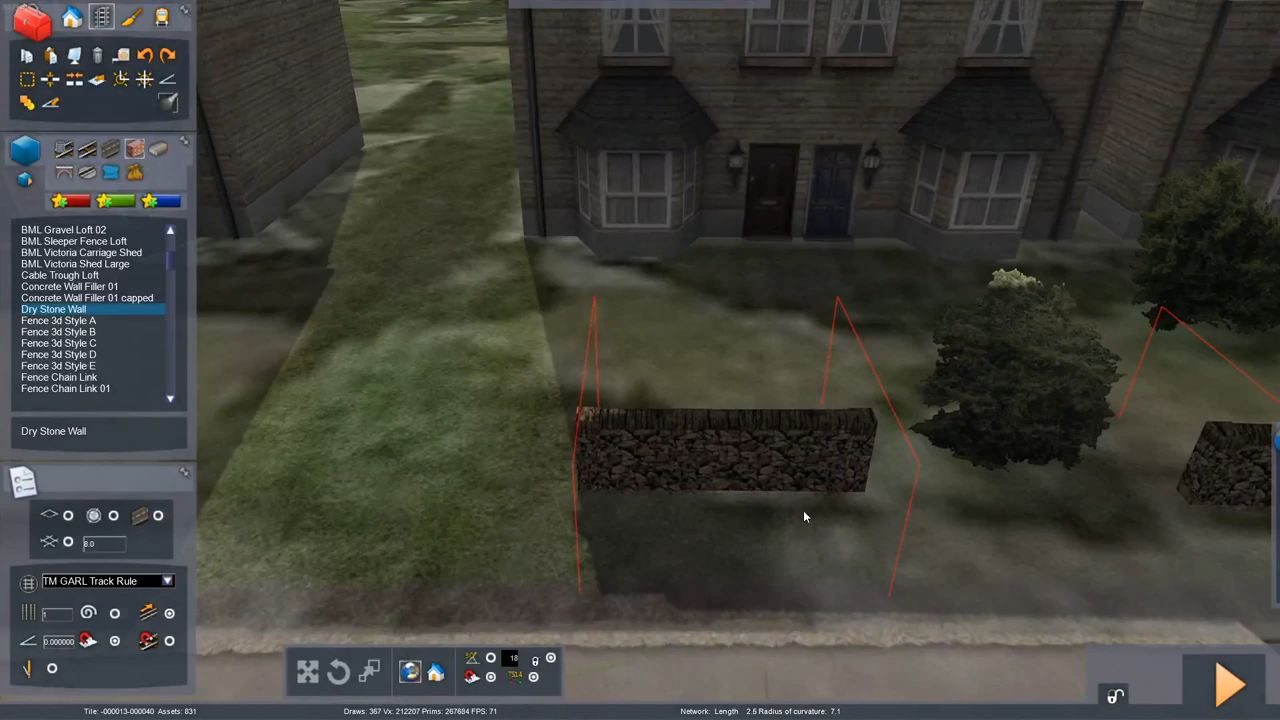 BML Gravel Loft 02
BML Sleeper Fence Loft
BML Victoria Carriage Shed
BML Victoria Shed Large
Cable Trough Loft
Concrete Wall Filler 01
Concrete Wall Filler 01 capped
Dry Stone Wall
Fence 3d Style A
Fence 3d Style B
Fence 3d Style C
Fence 3d Style D
Fence 3d Style E
Fence Chain Link
Fence Chain Link 01
Dry Stone Wall
8.0
TM GARL Track Rule
1
0.000000
18
Tile: -000013-000040 Assets: 831
Draws: 367 Vx: 212207 Prims: 267684 FPS: 71
Network: Length 2.5 Radius of curvature: 7.1